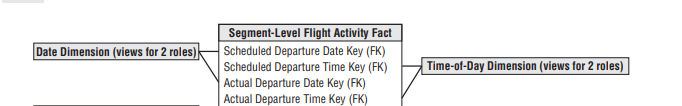 Segment-Level Flight Activity Fact
Date Dimension (views for 2 roles)
Scheduled Departure Date Key (FK)
Scheduled Departure Time Key (FK)
Time-of-Day Dimension (views for 2 roles)
Actual Departure Date Key (FK)
Actual Departure Time Key (FK)